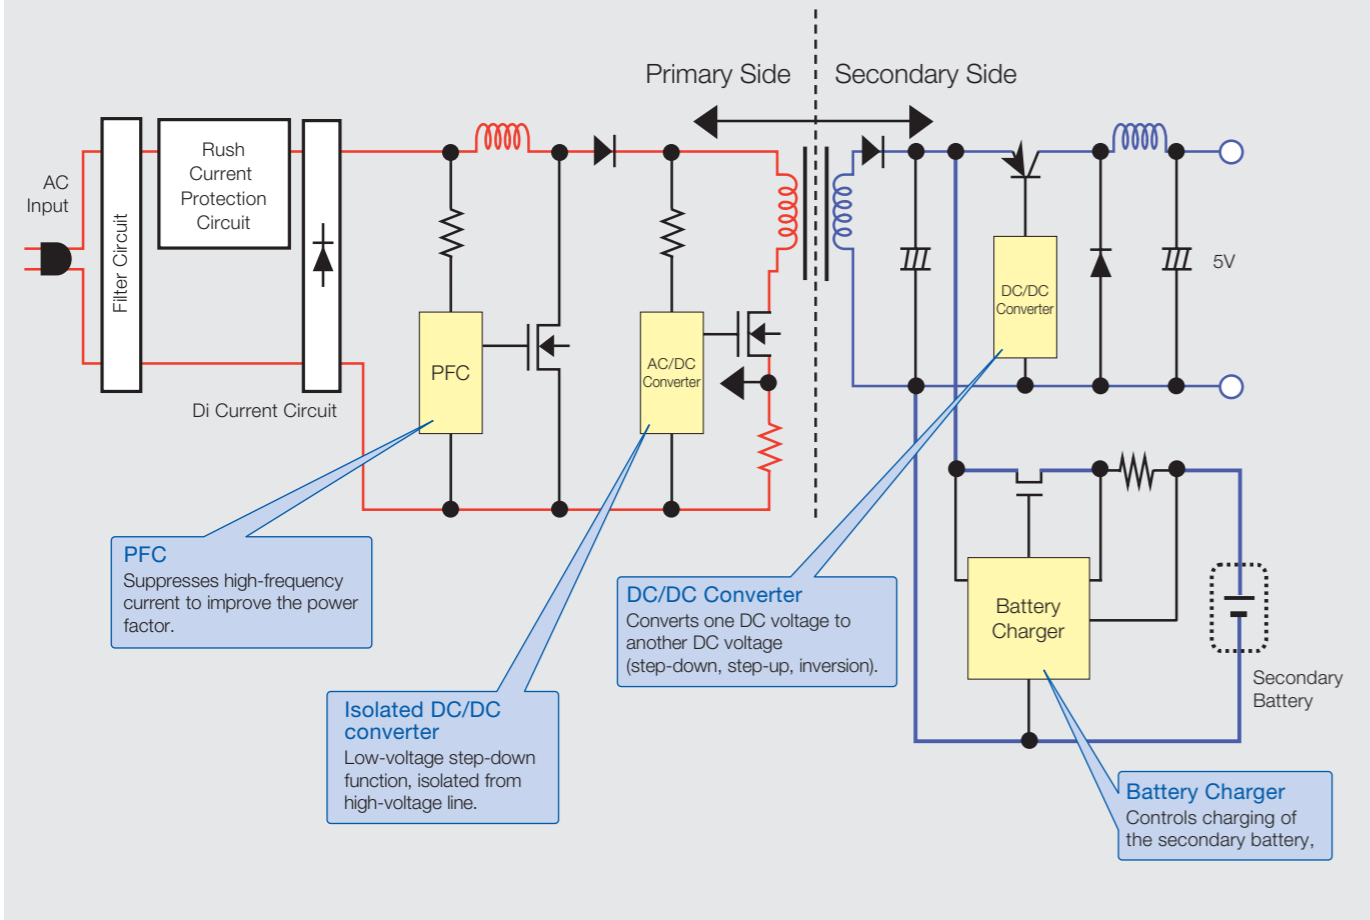 Primary Side
Secondary Side
AC
Input
Filter Circuit
Rush
Current
Protection
Circuit
Di Current Circuit
PFC
AC/DC
Converter
DC/DC
Converter
5V
PFC
Suppresses high-frequency
current to improve the power
factor.
Isolated DC/DC
converter
Low-voltage step-down
function, isolated from
high-voltage line.
DC/DC Converter
Converts one DC voltage to
another DC voltage
(step-down, step-up, inversion).
Battery
Charger
Secondary
Battery
Battery Charger
Controls charging of
the secondary battery,